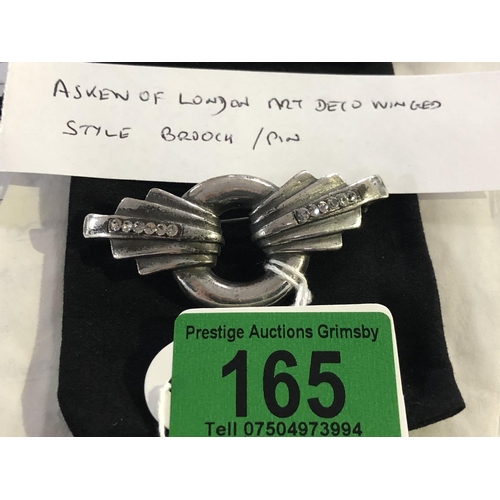 ASKEW OF LONDON ART DECO WINGED
STYLE BROOCH / PIN
Prestige Auctions Grimsby
165
Tell 07504973994